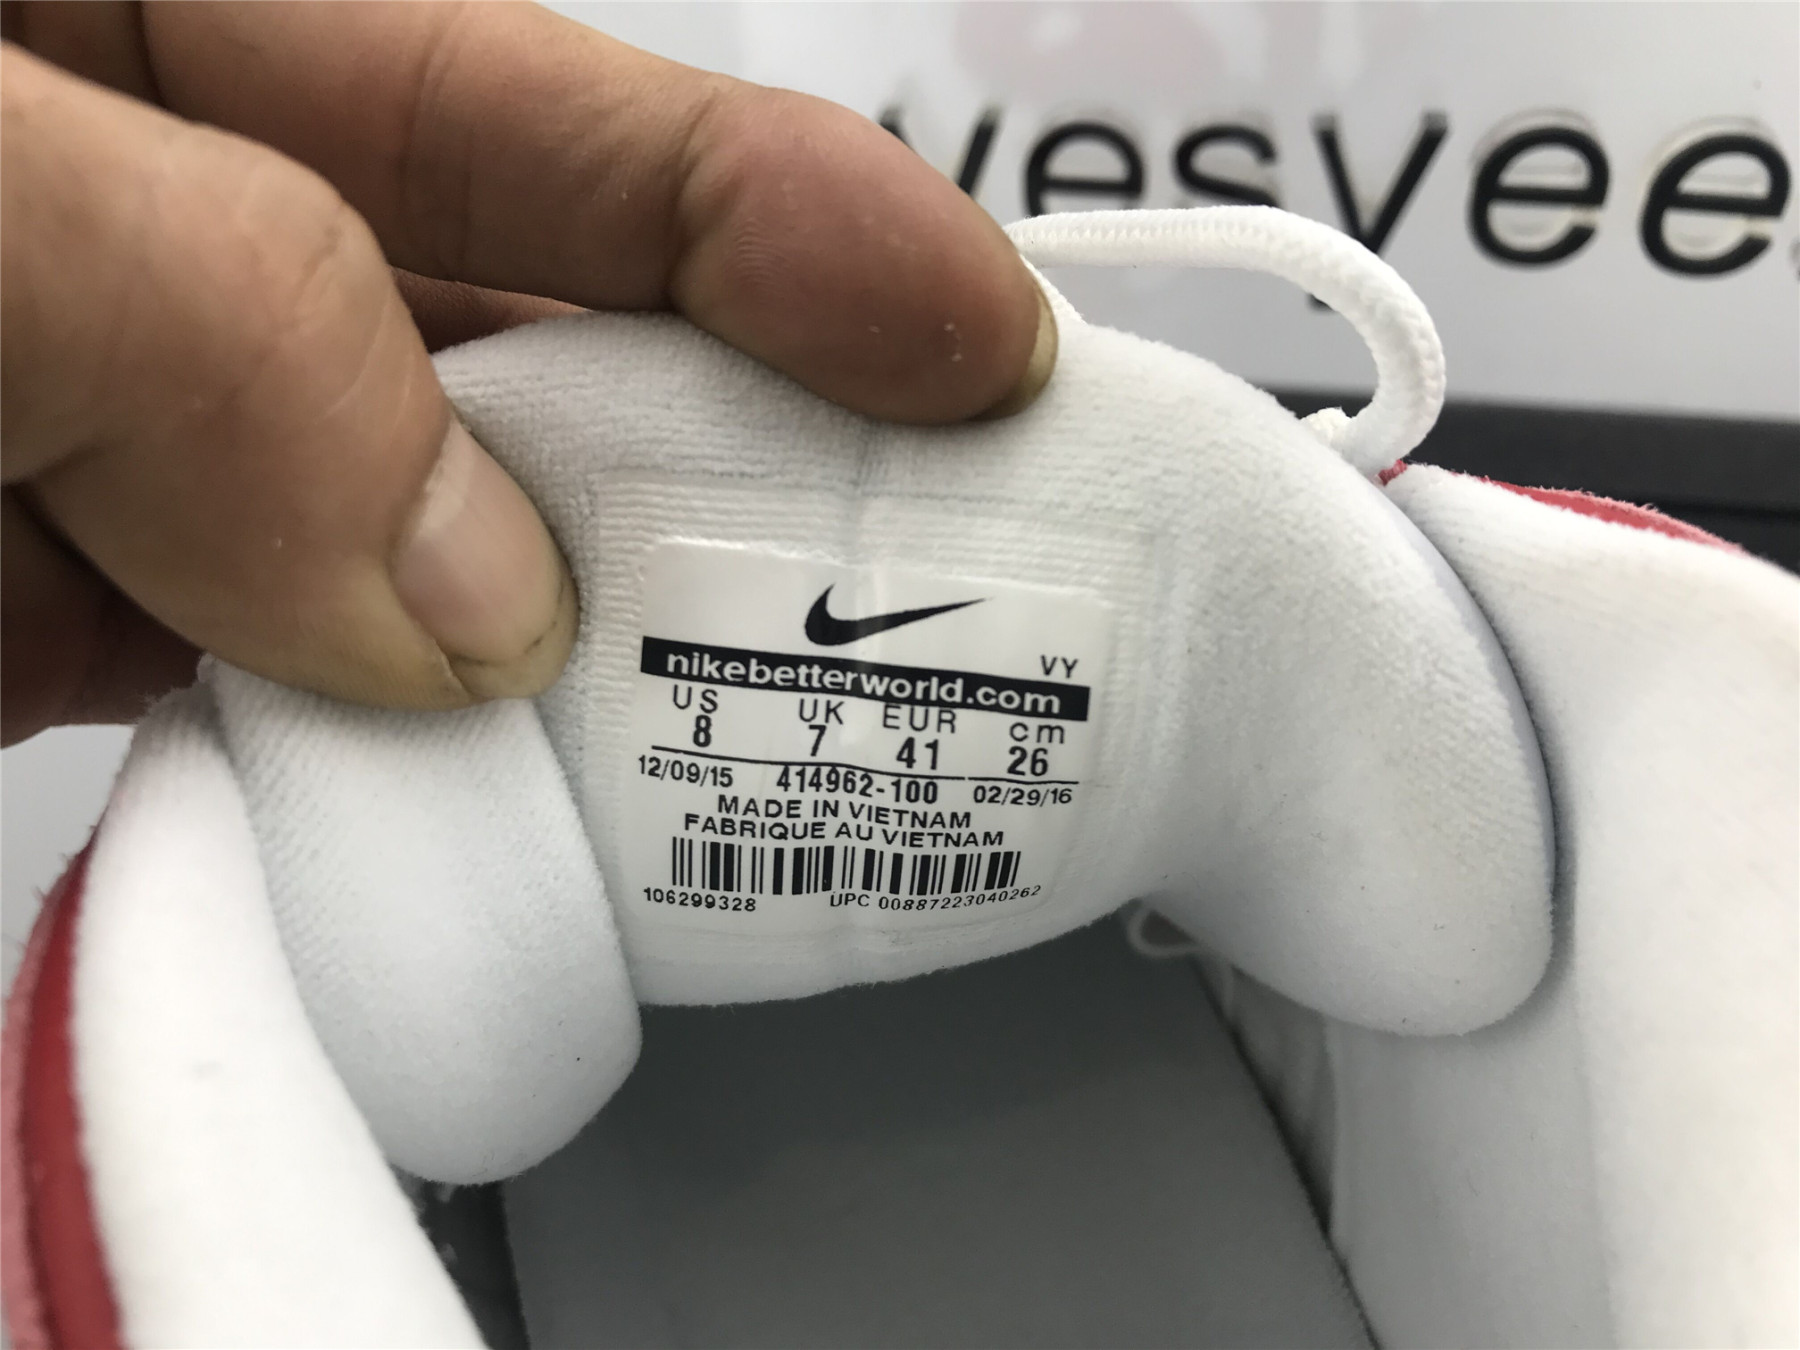 yesyee
VY
nikebetterworld.com
US UK EUR cm
8 7 41 26
12/09/15 414962-100 02/29/16
MADE IN VIETNAM
FABRIQUE AU VIETNAM
106299328 UPC 00887223040262